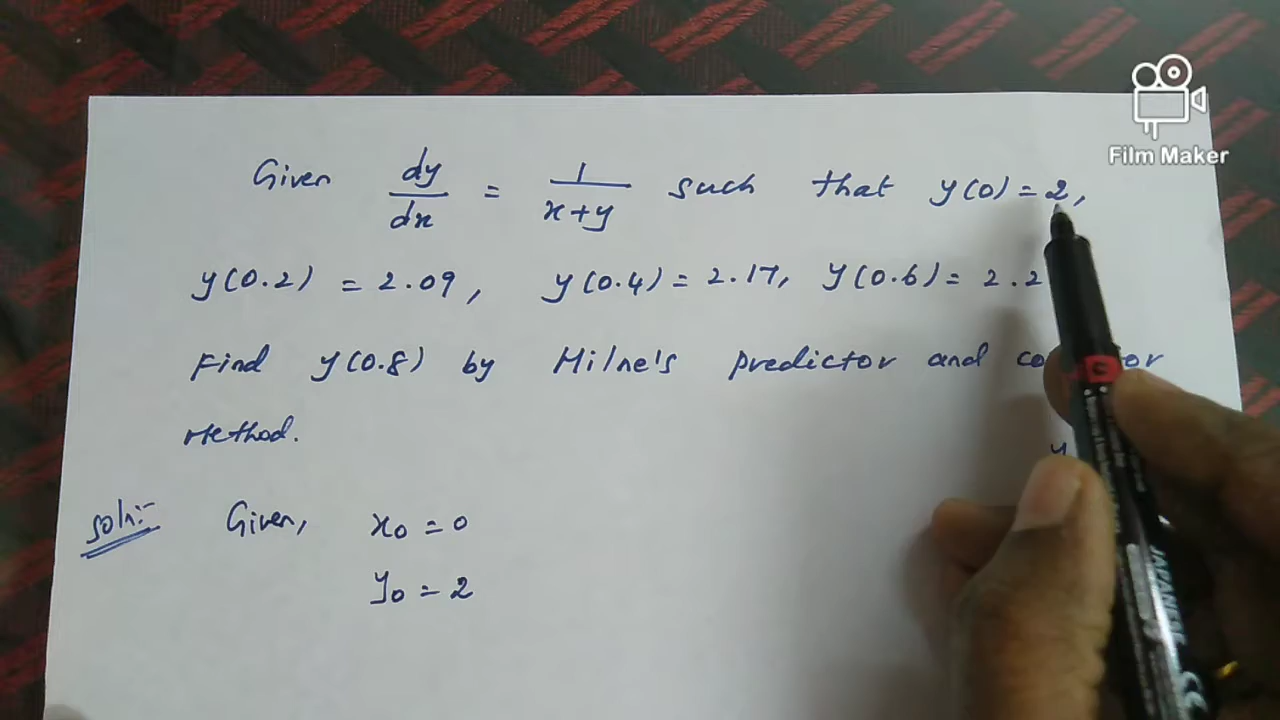 Film Maker
Given dy/dx = 1/(x+y) such that y(0) = 2,
y(0.2) = 2.09, y(0.4) = 2.17, y(0.6) = 2.2
Find y(0.8) by Milne's predictor and
Method.
Soln:- Given, x₀ = 0
y₀ = 2